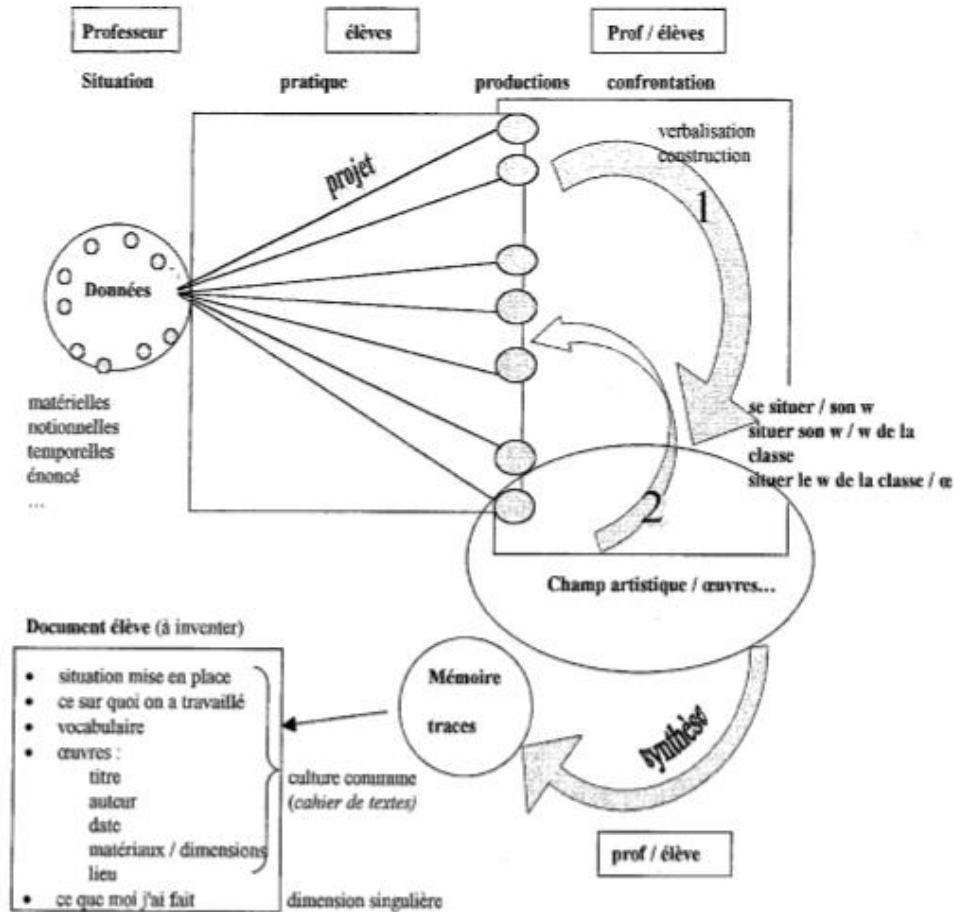 Professeur
élèves
Prof / élèves
Situation
pratique
productions
confrontation
verbalisation
construction
projet
1
Données
matérielles
notionnelles
temporelles
énoncé
...
se situer / son w
situer son w / w de la
classe
situer le w de la classe / œ
2
Champ artistique / œuvres...
Document élève (à inventer)
• situation mise en place
• ce sur quoi on a travaillé
• vocabulaire
• œuvres :
titre
auteur
date
matériaux / dimensions
lieu
• ce que moi j'ai fait
culture commune
(cahier de textes)
dimension singulière
Mémoire
traces
synthèse
prof / élève